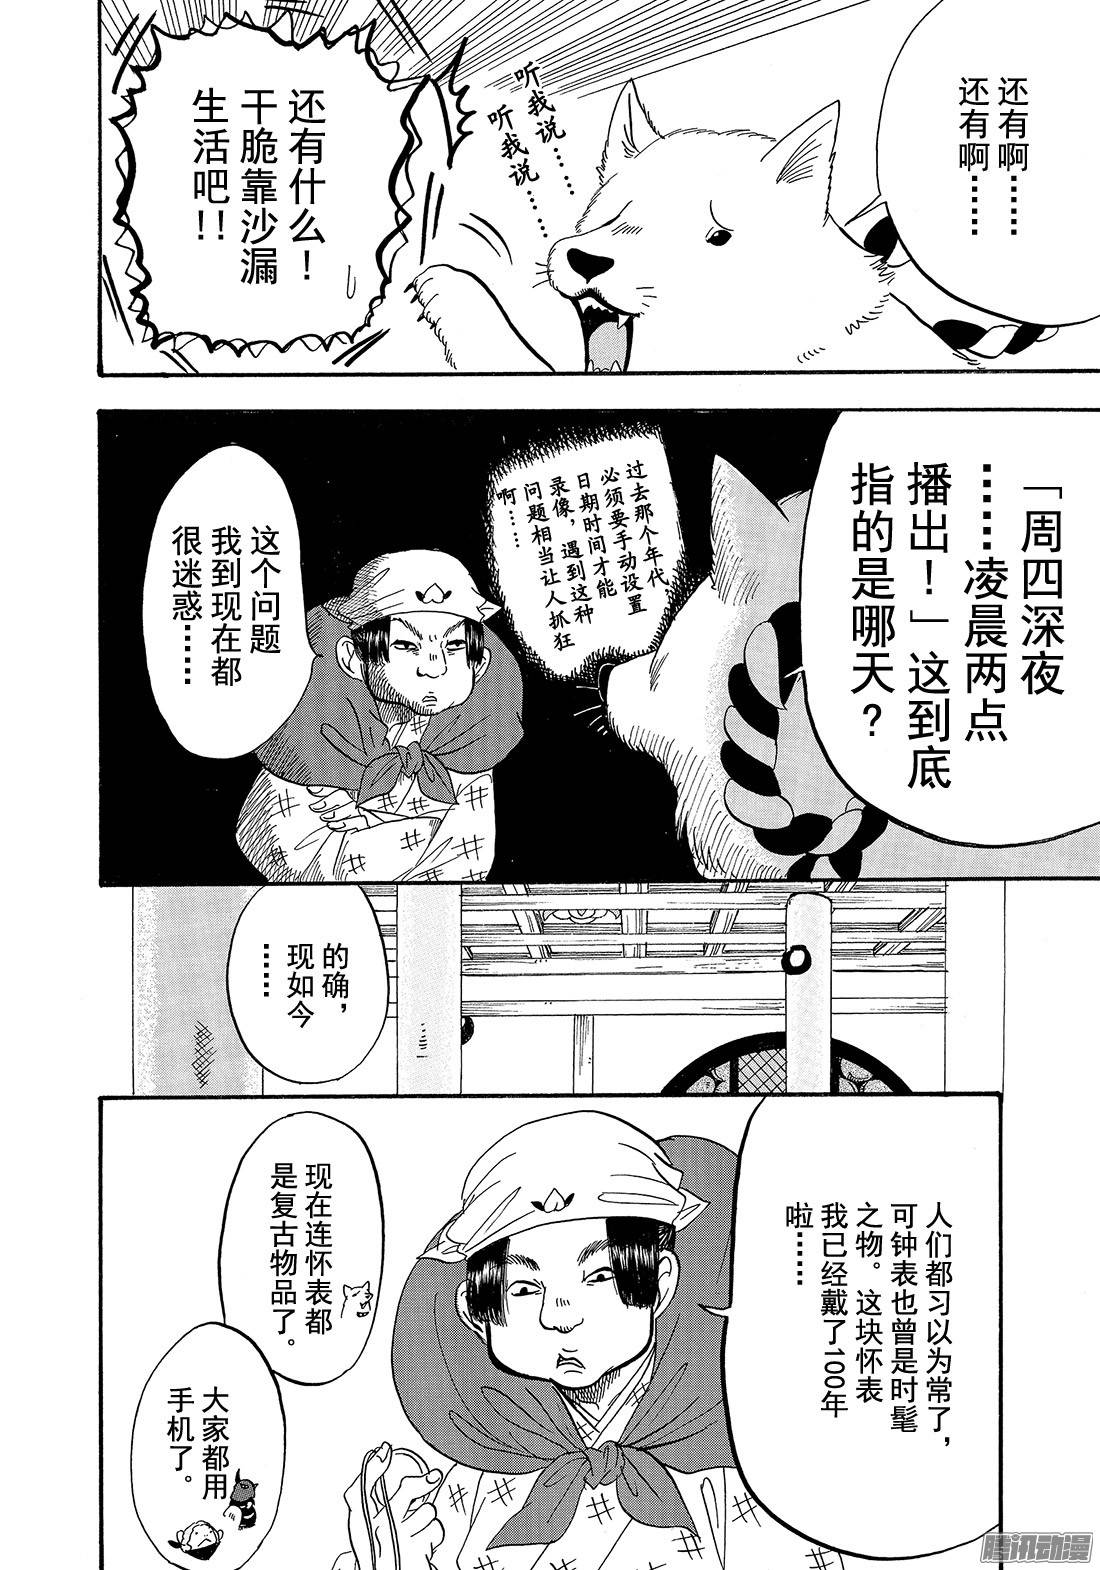 还有啊……
还有啊……
听我说……
听我说……
还有什么！
干脆靠沙漏
生活吧!!
「周四深夜
……凌晨两点
播出！」这到底
指的是哪天？
过去那个年代
必须要手动设置
日期时间才能
录像，遇到这种
问题相当让人抓狂
啊……
这个问题
我到现在都
很迷惑……
的确，
现如今
……
人们都习以为常了，
可钟表也曾是时髦
之物。这块怀表
我已经戴了100年
啦……
现在连怀表都
是复古物品了。
大家都用
手机了。
腾讯动漫